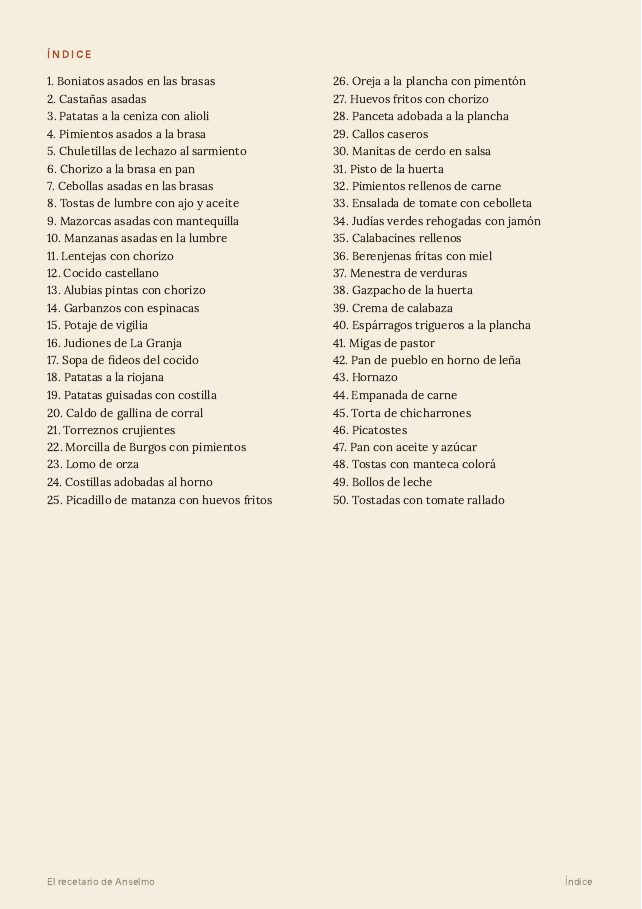 ÍNDICE
1. Boniatos asados en las brasas
2. Castañas asadas
3. Patatas a la ceniza con alioli
4. Pimientos asados a la brasa
5. Chuletillas de lechazo al sarmiento
6. Chorizo a la brasa en pan
7. Cebollas asadas en las brasas
8. Tostas de lumbre con ajo y aceite
9. Mazorcas asadas con mantequilla
10. Manzanas asadas en la lumbre
11. Lentejas con chorizo
12. Cocido castellano
13. Alubias pintas con chorizo
14. Garbanzos con espinacas
15. Potaje de vigilia
16. Judiones de La Granja
17. Sopa de fideos del cocido
18. Patatas a la riojana
19. Patatas guisadas con costilla
20. Caldo de gallina de corral
21. Torreznos crujientes
22. Morcilla de Burgos con pimientos
23. Lomo de orza
24. Costillas adobadas al horno
25. Picadillo de matanza con huevos fritos
26. Oreja a la plancha con pimentón
27. Huevos fritos con chorizo
28. Panceta adobada a la plancha
29. Callos caseros
30. Manitas de cerdo en salsa
31. Pisto de la huerta
32. Pimientos rellenos de carne
33. Ensalada de tomate con cebolleta
34. Judías verdes rehogadas con jamón
35. Calabacines rellenos
36. Berenjenas fritas con miel
37. Menestra de verduras
38. Gazpacho de la huerta
39. Crema de calabaza
40. Espárragos trigueros a la plancha
41. Migas de pastor
42. Pan de pueblo en horno de leña
43. Hornazo
44. Empanada de carne
45. Torta de chicharrones
46. Picatostes
47. Pan con aceite y azúcar
48. Tostas con manteca colorá
49. Bollos de leche
50. Tostadas con tomate rallado
El recetario de Anselmo
Índice